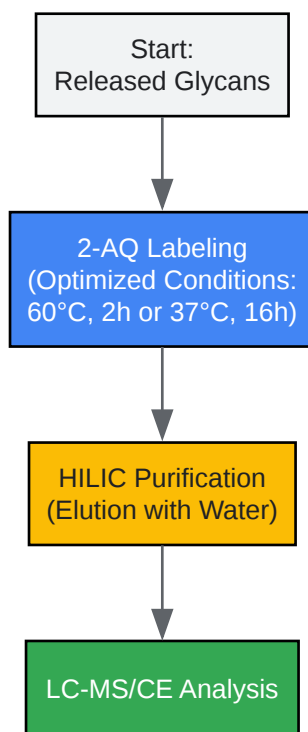 Start:
Released Glycans
2-AQ Labeling
(Optimized Conditions:
60°C, 2h or 37°C, 16h)
HILIC Purification
(Elution with Water)
LC-MS/CE Analysis